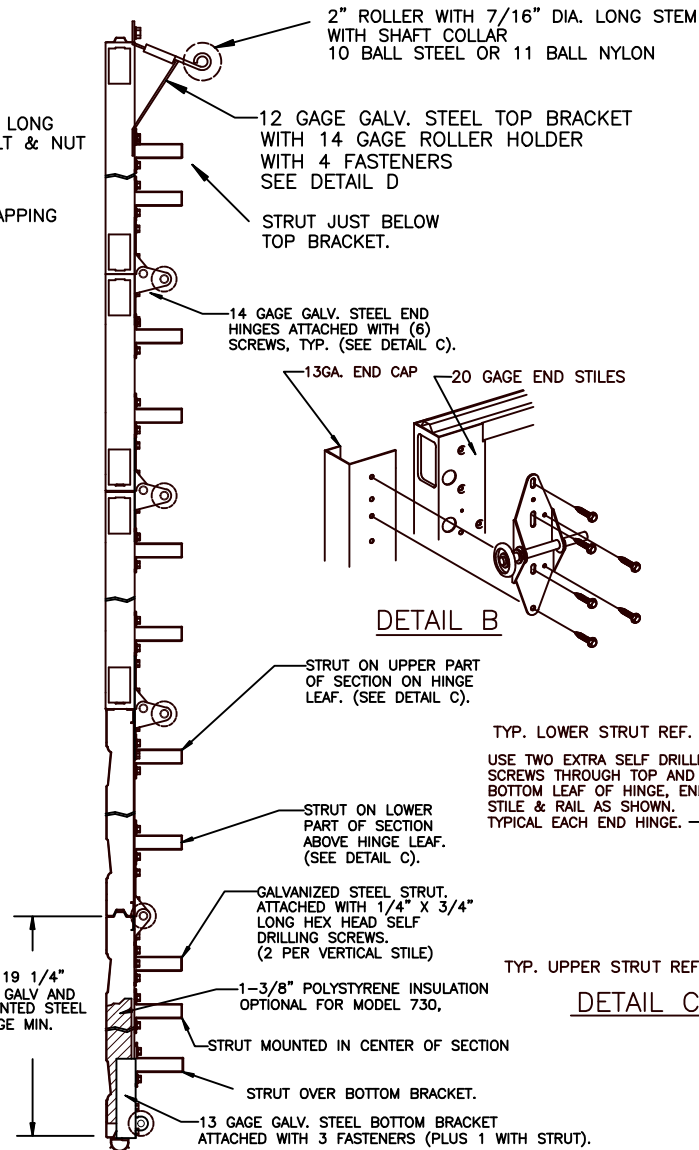 2" ROLLER WITH 7/16" DIA. LONG STEM
WITH SHAFT COLLAR
10 BALL STEEL OR 11 BALL NYLON
LONG
LT & NUT
12 GAGE GALV. STEEL TOP BRACKET
WITH 14 GAGE ROLLER HOLDER
WITH 4 FASTENERS
SEE DETAIL D
APPING
STRUT JUST BELOW
TOP BRACKET.
14 GAGE GALV. STEEL END
HINGES ATTACHED WITH (6)
SCREWS, TYP. (SEE DETAIL C).
13GA. END CAP
20 GAGE END STILES
DETAIL B
STRUT ON UPPER PART
OF SECTION ON HINGE
LEAF. (SEE DETAIL C).
TYP. LOWER STRUT REF.
USE TWO EXTRA SELF DRILL
SCREWS THROUGH TOP AND
BOTTOM LEAF OF HINGE, EN
STILE & RAIL AS SHOWN.
TYPICAL EACH END HINGE.
STRUT ON LOWER
PART OF SECTION
ABOVE HINGE LEAF.
(SEE DETAIL C).
GALVANIZED STEEL STRUT.
ATTACHED WITH 1/4" X 3/4"
LONG HEX HEAD SELF
DRILLING SCREWS.
(2 PER VERTICAL STILE)
TYP. UPPER STRUT REF
DETAIL C
19 1/4"
GALV AND
NTED STEEL
GE MIN.
1-3/8" POLYSTYRENE INSULATION
OPTIONAL FOR MODEL 730,
STRUT MOUNTED IN CENTER OF SECTION
STRUT OVER BOTTOM BRACKET.
13 GAGE GALV. STEEL BOTTOM BRACKET
ATTACHED WITH 3 FASTENERS (PLUS 1 WITH STRUT).